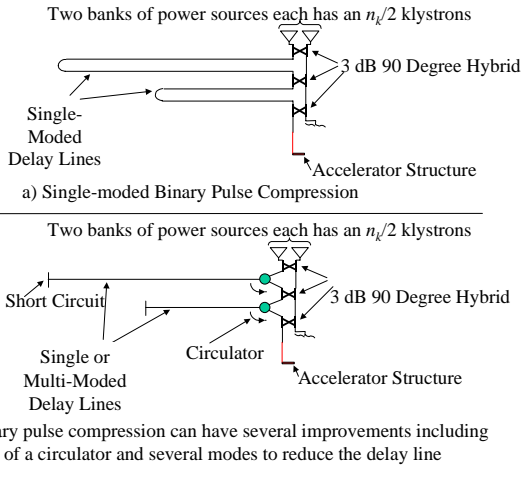 Two banks of power sources each has an nk/2 klystrons
3 dB 90 Degree Hybrid
Single-
Moded
Delay Lines
Accelerator Structure
a) Single-moded Binary Pulse Compression
Two banks of power sources each has an nk/2 klystrons
Short Circuit
3 dB 90 Degree Hybrid
Single or
Multi-Moded
Delay Lines
Circulator
Accelerator Structure
ary pulse compression can have several improvements including
of a circulator and several modes to reduce the delay line